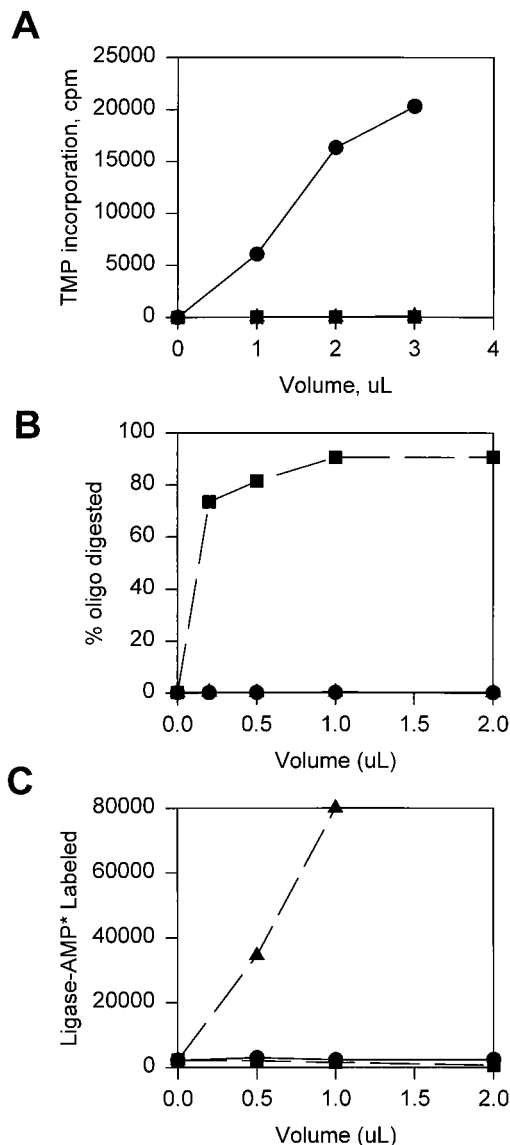 A
TMP incorporation, cpm
25000
20000
15000
10000
5000
0
0 1 2 3 4
Volume, uL
B
% oligo digested
100
80
60
40
20
0
0.0 0.5 1.0 1.5 2.0
Volume (uL)
C
Ligase-AMP* Labeled
80000
60000
40000
20000
0
0.0 0.5 1.0 1.5 2.0
Volume (uL)